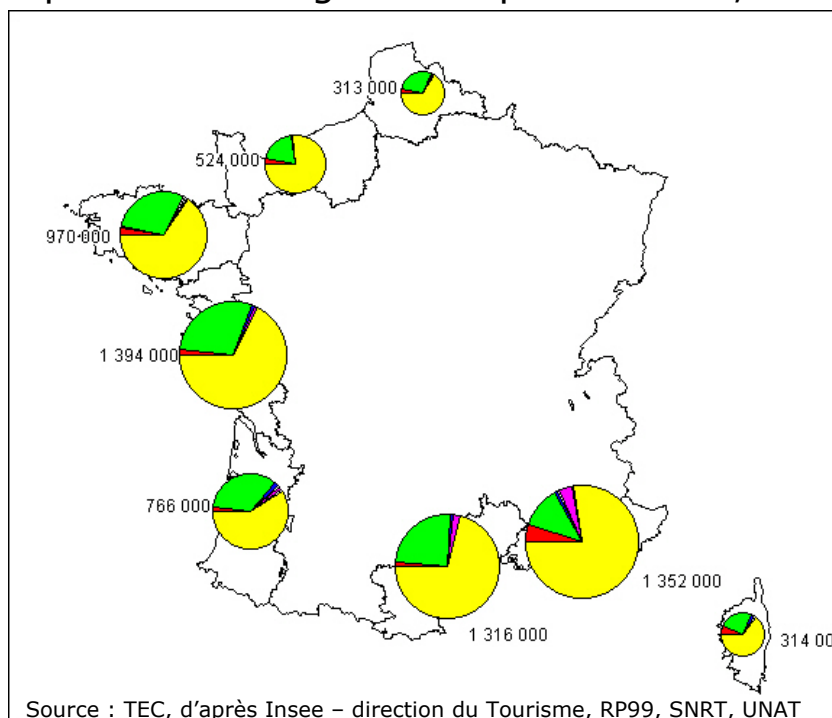 313 000
524 000
970 000
1 394 000
766 000
1 352 000
1 316 000
314 00
Source : TEC, d'après Insee – direction du Tourisme, RP99, SNRT, UNAT